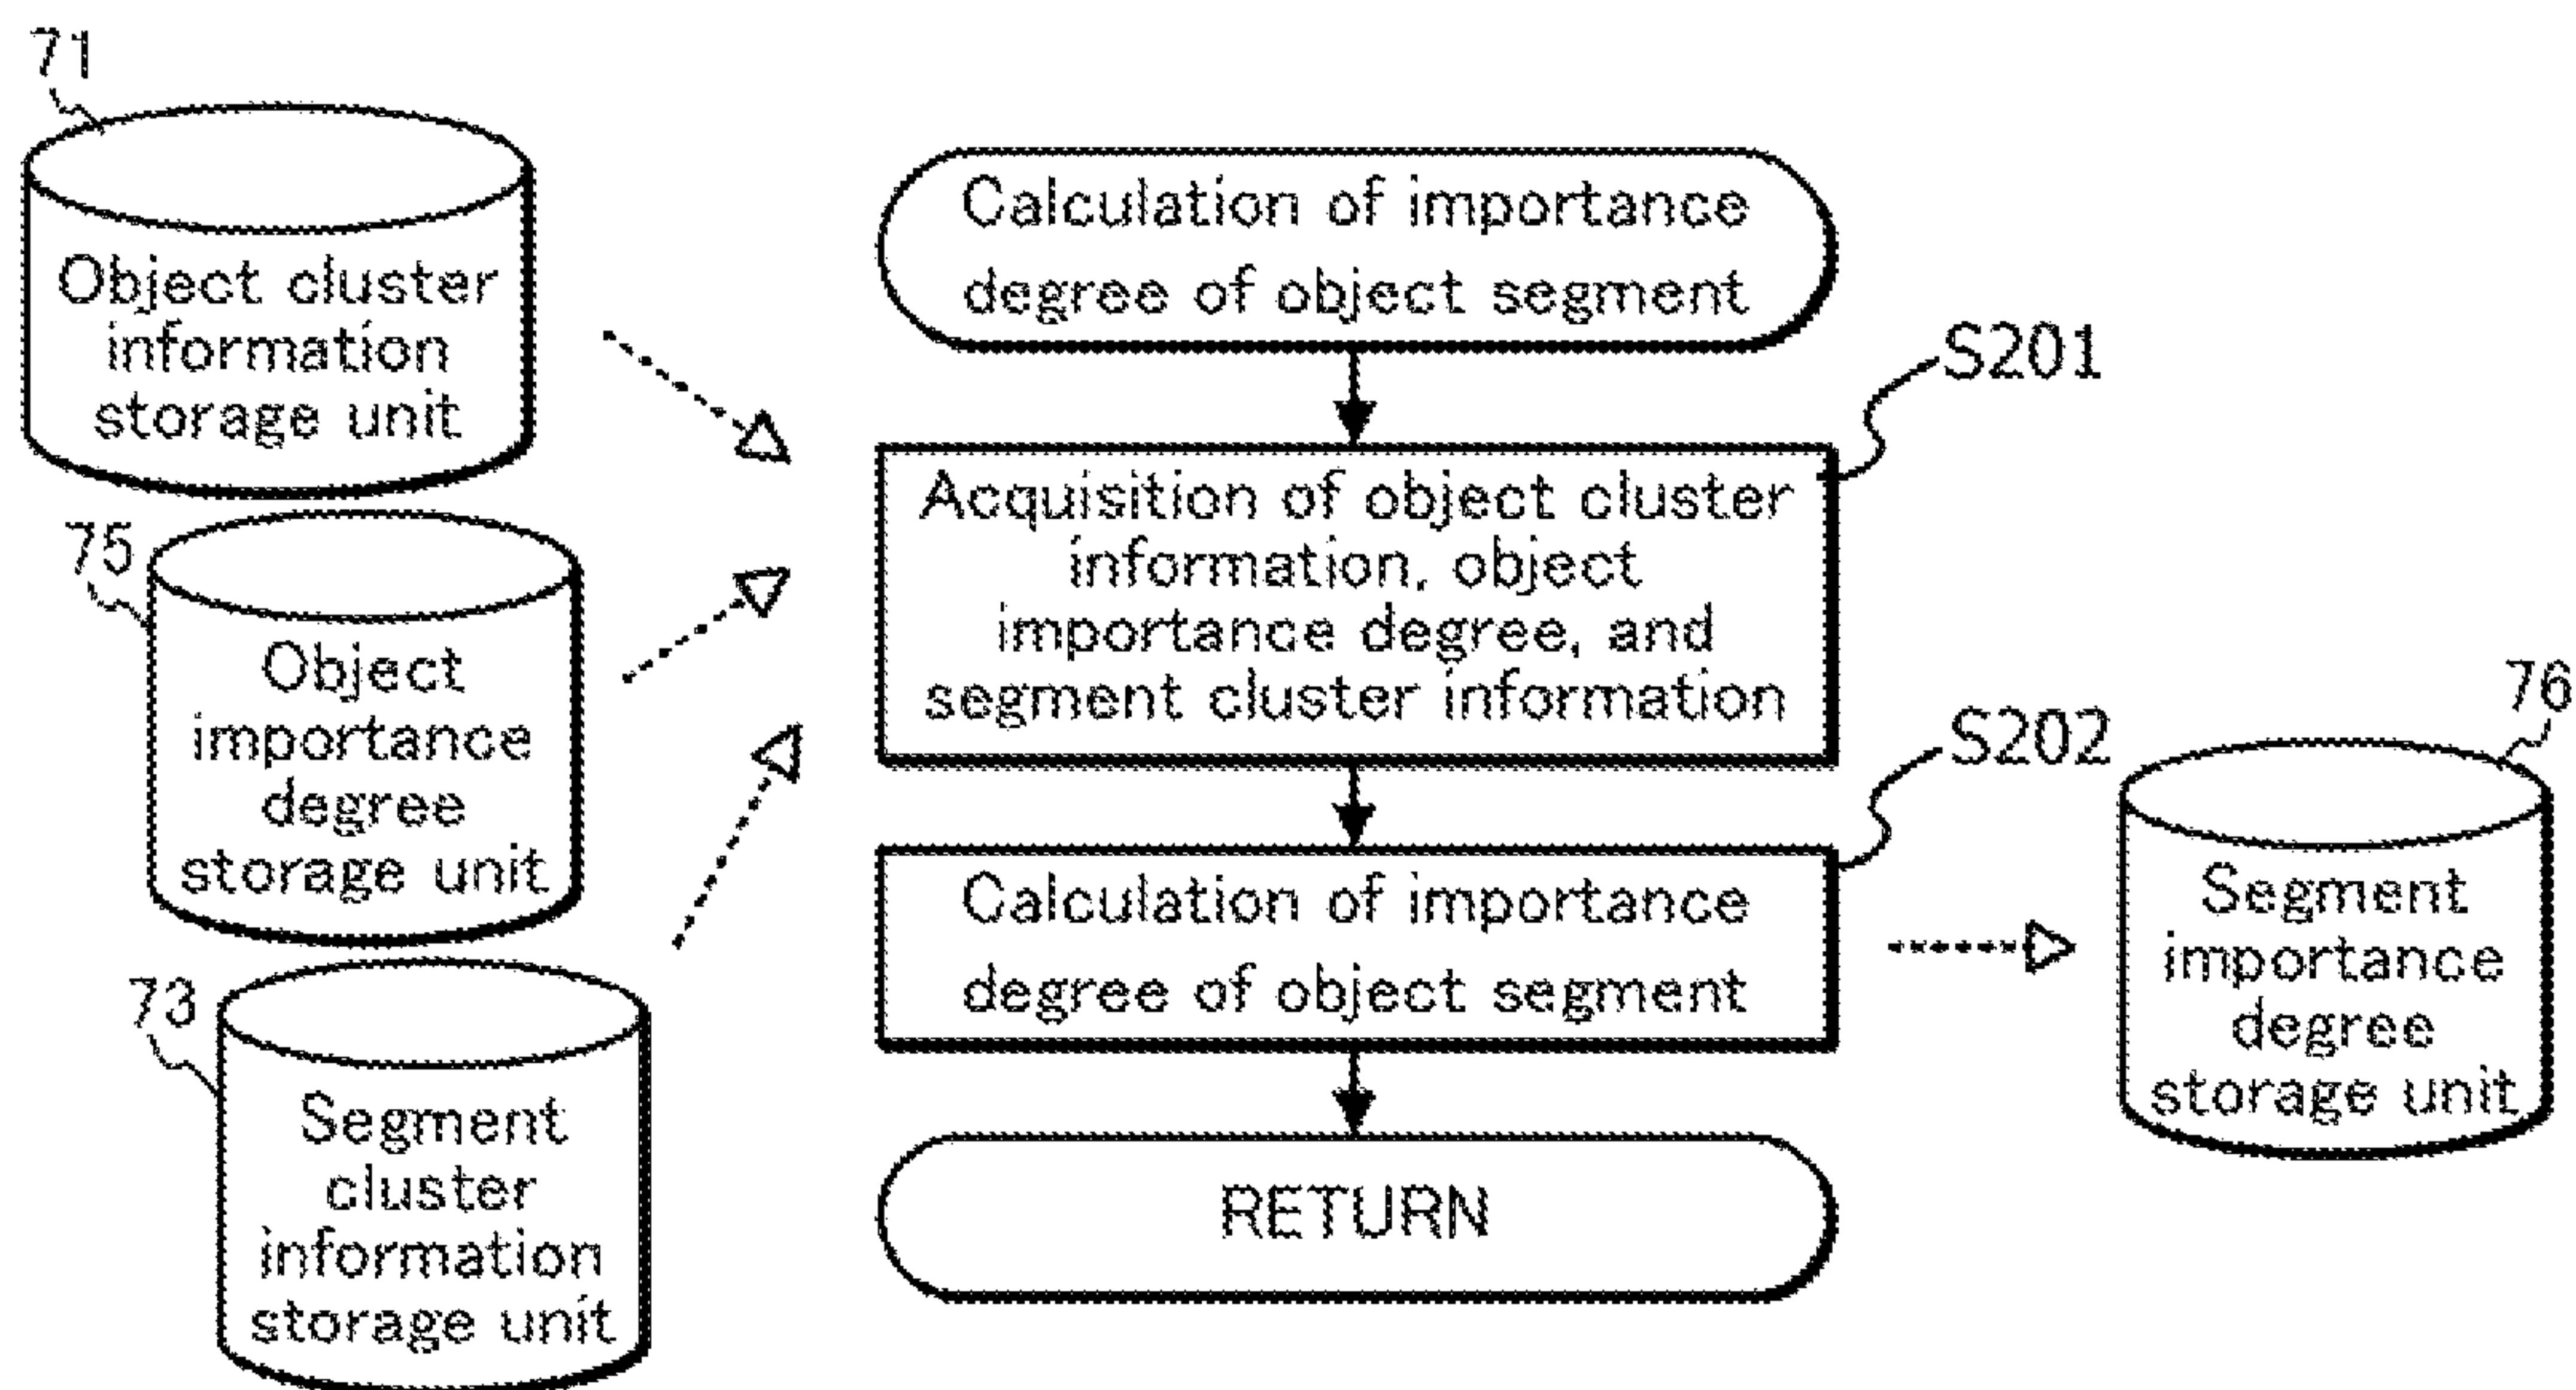 71
Object cluster
information
storage unit
75
Object
importance
degree
storage unit
73
Segment
cluster
information
storage unit
Calculation of importance
degree of object segment
S201
Acquisition of object cluster
information, object
importance degree, and
segment cluster information
S202
Calculation of importance
degree of object segment
RETURN
76
Segment
importance
degree
storage unit